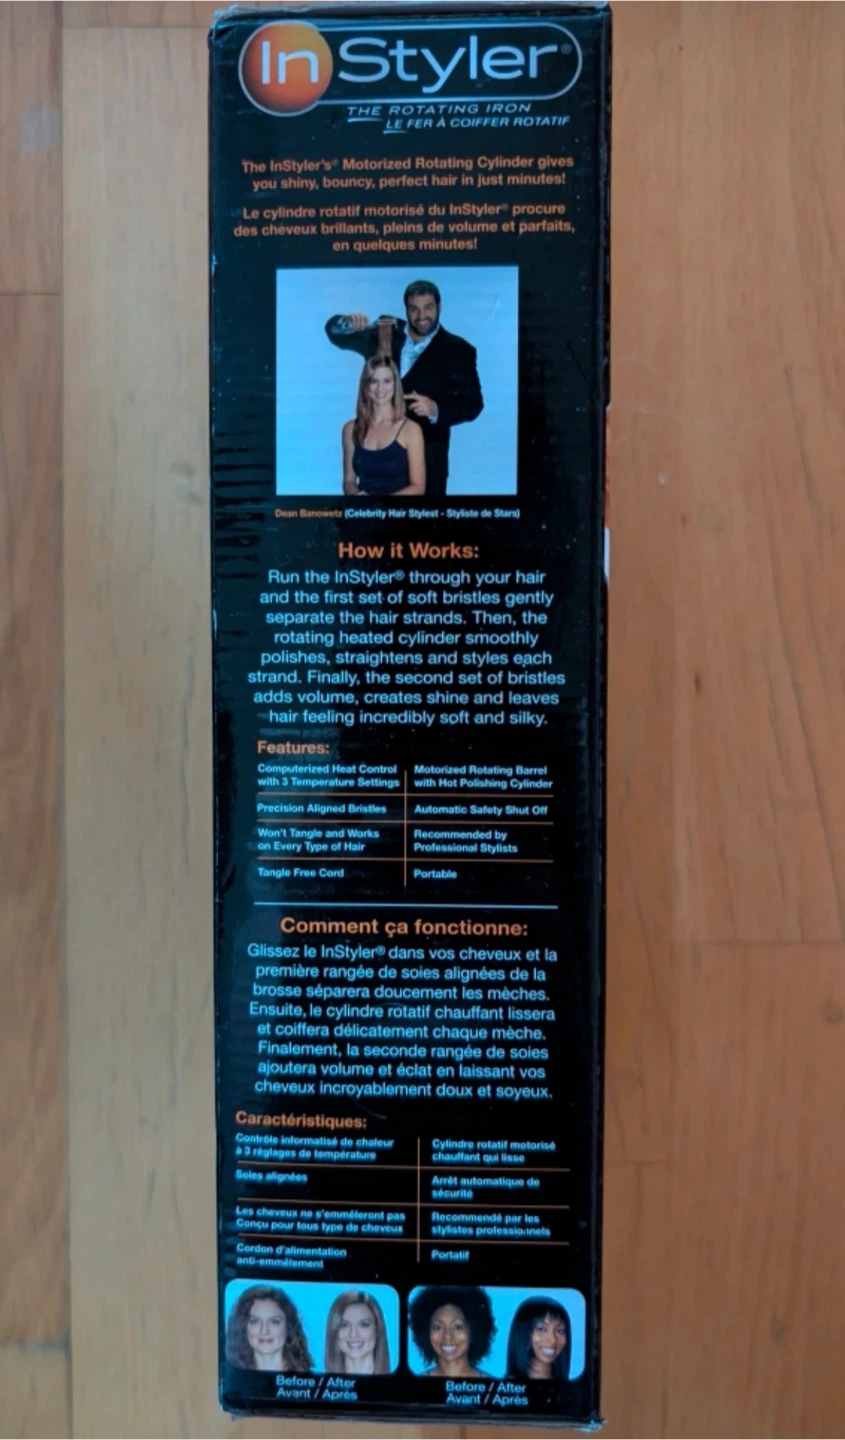 InStyler®
THE ROTATING IRON
LE FER À COIFFER ROTATIF
The InStyler's® Motorized Rotating Cylinder gives
you shiny, bouncy, perfect hair in just minutes!
Le cylindre rotatif motorisé du InStyler® procure
des cheveux brillants, pleins de volume et parfaits,
en quelques minutes!
Dean Banowetz (Celebrity Hair Stylest - Styliste de Stars)
How it Works:
Run the InStyler® through your hair
and the first set of soft bristles gently
separate the hair strands. Then, the
rotating heated cylinder smoothly
polishes, straightens and styles each
strand. Finally, the second set of bristles
adds volume, creates shine and leaves
hair feeling incredibly soft and silky.
Features:
Computerized Heat Control
with 3 Temperature Settings
Motorized Rotating Barrel
with Hot Polishing Cylinder
Precision Aligned Bristles
Automatic Safety Shut Off
Won't Tangle and Works
on Every Type of Hair
Recommended by
Professional Stylists
Tangle Free Cord
Portable
Comment ça fonctionne:
Glissez le InStyler® dans vos cheveux et la
première rangée de soies alignées de la
brosse séparera doucement les mèches.
Ensuite, le cylindre rotatif chauffant lissera
et coiffera délicatement chaque mèche.
Finalement, la seconde rangée de soies
ajoutera volume et éclat en laissant vos
cheveux incroyablement doux et soyeux.
Caractéristiques:
Contrôle informatisé de chaleur
à 3 réglages de température
Cylindre rotatif motorisé
chauffant qui lisse
Soies alignées
Arrêt automatique de
sécurité
Les cheveux ne s'emmêleront pas
Conçu pour tous type de cheveux
Recommendé par les
stylistes professionnels
Cordon d'alimentation
anti-emmêlement
Portatif
Before / After
Avant / Après
Before / After
Avant / Après